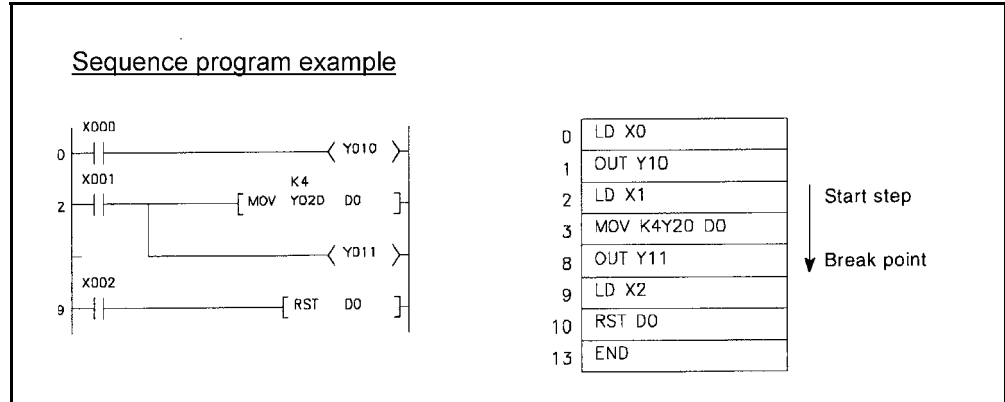 Sequence program example
X000
0 Y010
X001 K4
2 MOV Y020 D0
Y011
X002
9 RST D0
0 LD X0
1 OUT Y10
2 LD X1 Start step
3 MOV K4Y20 D0
8 OUT Y11 Break point
9 LD X2
10 RST D0
13 END